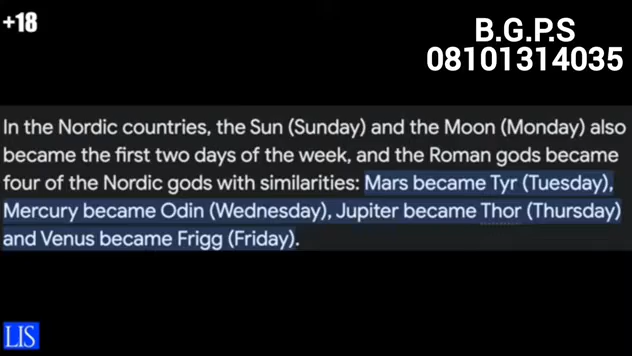 +18
B.G.P.S
08101314035
In the Nordic countries, the Sun (Sunday) and the Moon (Monday) also
became the first two days of the week, and the Roman gods became
four of the Nordic gods with similarities: Mars became Tyr (Tuesday),
Mercury became Odin (Wednesday), Jupiter became Thor (Thursday)
and Venus became Frigg (Friday).
LIS